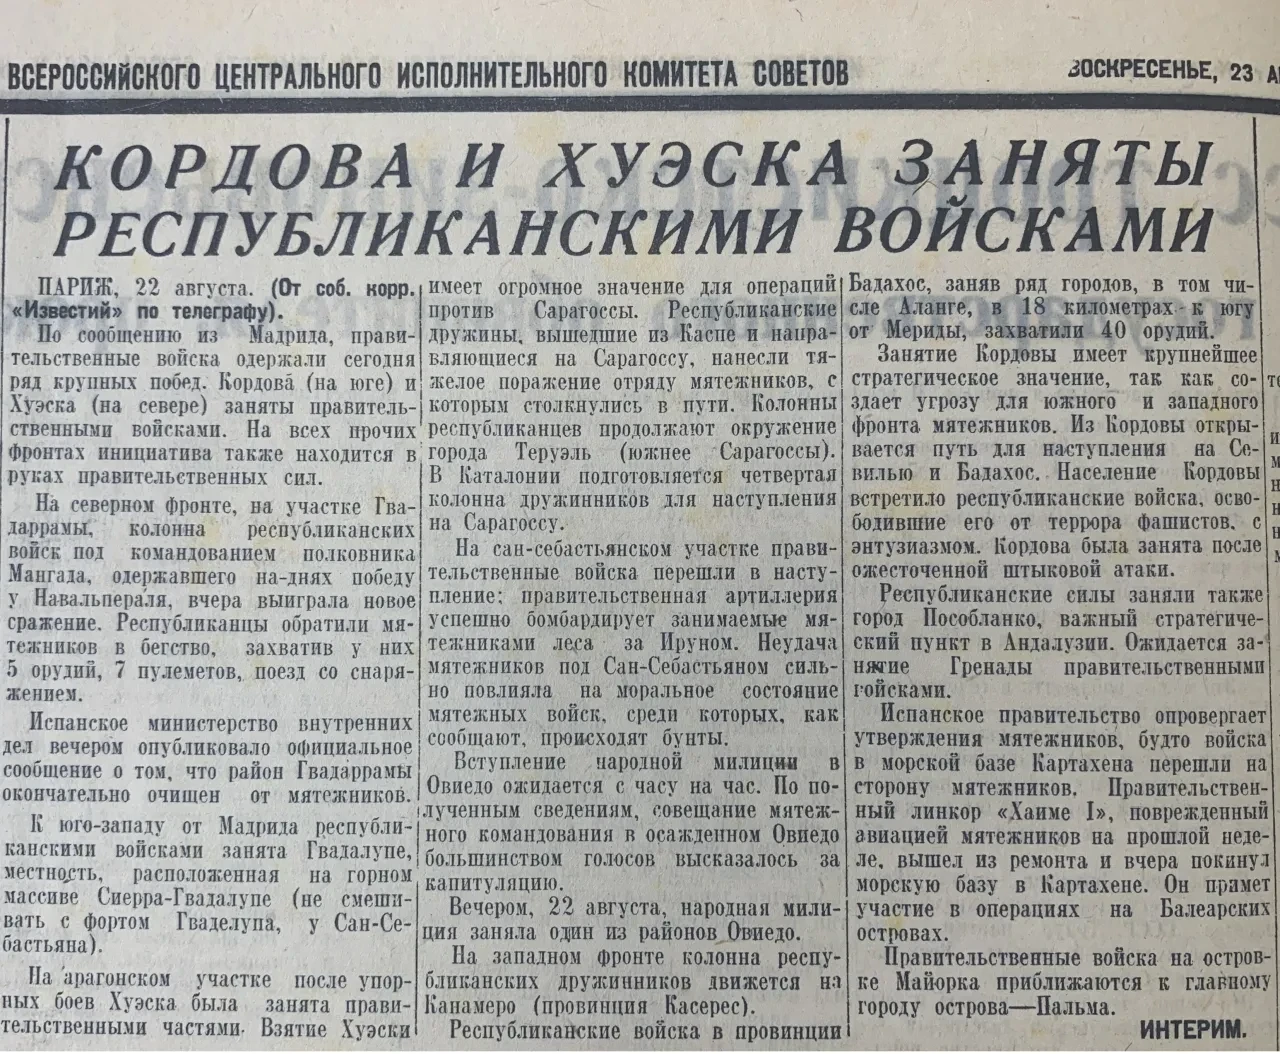 ВСЕРОССИЙСКОГО ЦЕНТРАЛЬНОГО ИСПОЛНИТЕЛЬНОГО КОМИТЕТА СОВЕТОВ
ВОСКРЕСЕНЬЕ, 23
КОРДОВА И ХУЭСКА ЗАНЯТЫ
РЕСПУБЛИКАНСКИМИ ВОЙСКАМИ
ПАРИЖ, 22 августа. (От соб. корр.
«Известий» по телеграфу).
По сообщению из Мадрида, прави-
тельственные войска одержали сегодня
ряд крупных побед. Кордова (на юге) и
Хуэска (на севере) заняты правитель-
ственными войсками. На всех прочих
фронтах инициатива также находится в
руках правительственных сил.
На северном фронте, на участке Гва-
даррамы, колонна республиканских
войск под командованием полковника
Мангада, одержавшего на-днях победу
у Навальпераля, вчера выиграла новое
сражение. Республиканцы обратили мя-
тежников в бегство, захватив у них
5 орудий, 7 пулеметов, поезд со снаря-
жением.
Испанское министерство внутренних
дел вечером опубликовало официальное
сообщение о том, что район Гвадаррамы
окончательно очищен от мятежников.
К юго-западу от Мадрида республи-
канскими войсками занята Гвадалупе,
местность, расположенная на горном
массиве Сиерра-Гвадалупе (не смеши-
вать с фортом Гваделупа, у Сан-Се-
бастьяна).
На арагонском участке после упор-
ных боев Хуэска была занята прави-
тельственными частями. Взятие Хуэски
имеет огромное значение для операций
против Сарагоссы. Республиканские
дружины, вышедшие из Каспе и напра-
вляющиеся на Сарагоссу, нанесли тя-
желое поражение отряду мятежников, с
которым столкнулись в пути. Колонны
республиканцев продолжают окружение
города Теруэль (южнее Сарагоссы).
В Каталонии подготовляется четвертая
колонна дружинников для наступления
на Сарагоссу.
На сан-себастьянском участке прави-
тельственные войска перешли в насту-
пление; правительственная артиллерия
успешно бомбардирует занимаемые мя-
тежниками леса за Ируном. Неудача
мятежников под Сан-Себастьяном силь-
но повлияла на моральное состояние
мятежных войск, среди которых, как
сообщают, происходят бунты.
Вступление народной милиции в
Овиедо ожидается с часу на час. По по-
лученным сведениям, совещание мятеж-
ного командования в осажденном Овиедо
большинством голосов высказалось за
капитуляцию.
Вечером, 22 августа, народная мили-
ция заняла один из районов Овиедо.
На западном фронте колонна респу-
бликанских дружинников движется на
Канамеро (провинция Касерес).
Республиканские войска в провинции
Бадахос, заняв ряд городов, в том чи-
сле Аланге, в 18 километрах к югу
от Мериды, захватили 40 орудий.
Занятие Кордовы имеет крупнейшее
стратегическое значение, так как со-
здает угрозу для южного и западного
фронта мятежников. Из Кордовы откры-
вается путь для наступления на Се-
вилью и Бадахос. Население Кордовы
встретило республиканские войска, осво-
бодившие его от террора фашистов, с
энтузиазмом. Кордова была занята после
ожесточенной штыковой атаки.
Республиканские силы заняли также
город Пособланко, важный стратегиче-
ский пункт в Андалузии. Ожидается за-
нятие Гренады правительственными
войсками.
Испанское правительство опровергает
утверждения мятежников, будто войска
в морской базе Картахена перешли на
сторону мятежников. Правительствен-
ный линкор «Хаиме I», поврежденный
авиацией мятежников на прошлой неде-
ле, вышел из ремонта и вчера покинул
морскую базу в Картахене. Он примет
участие в операциях на Балеарских
островах.
Правительственные войска на остров-
ке Майорка приближаются к главному
городу острова—Пальма.
ИНТЕРИМ.